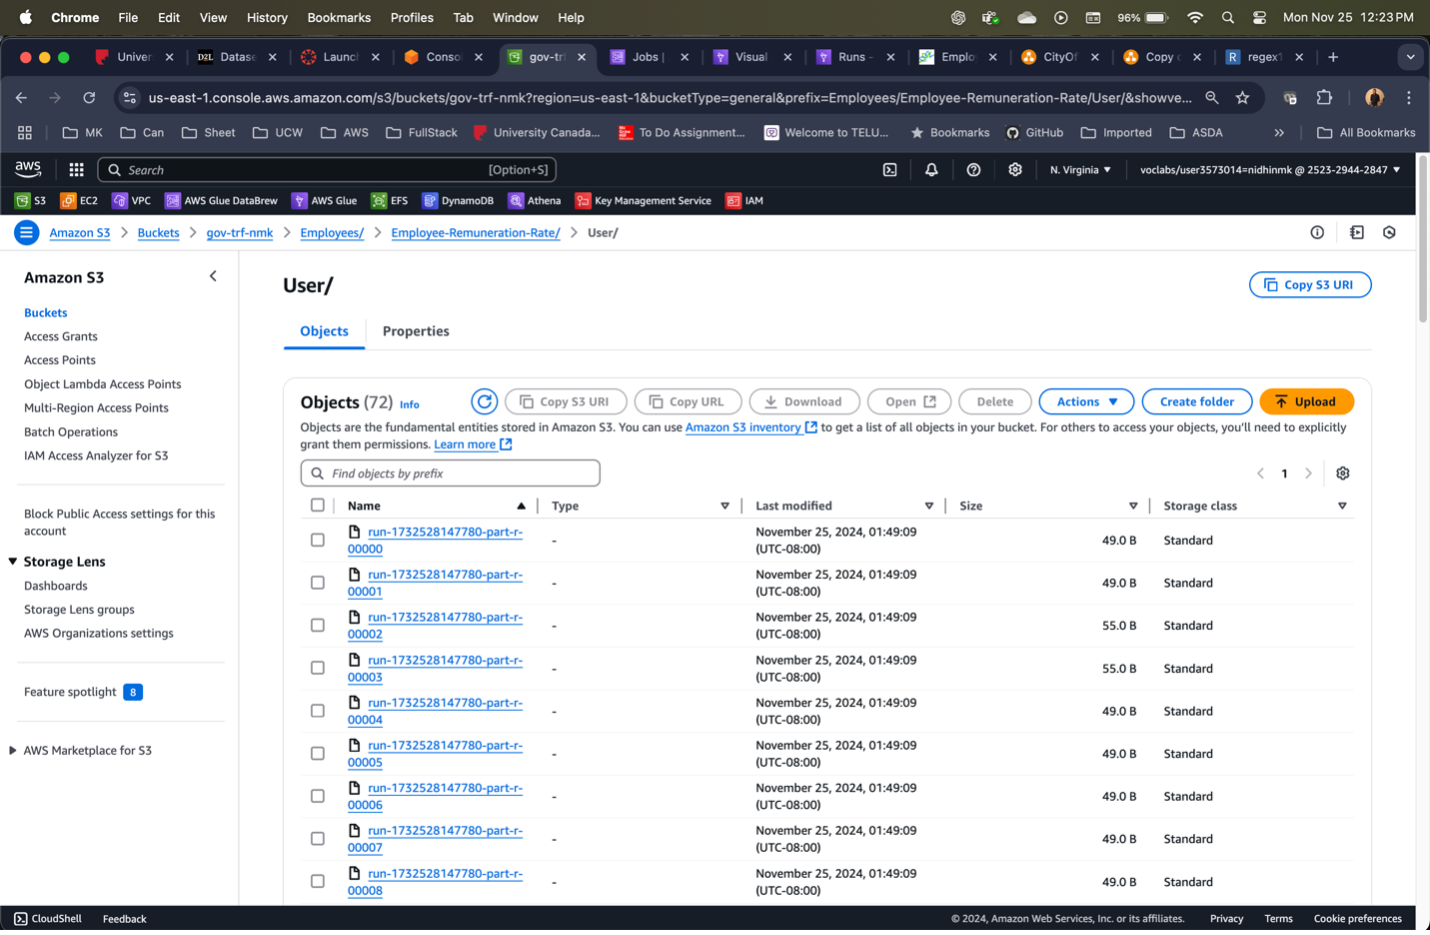 Chrome File Edit View History Bookmarks Profiles Tab Window Help 96% Mon Nov 25 12:23 PM
Univer Datase Launch Conso gov-tr Jobs | Visual Runs - Emplo CityOf Copy regex1
us-east-1.console.aws.amazon.com/s3/buckets/gov-trf-nmk?region=us-east-1&bucketType=general&prefix=Employees/Employee-Remuneration-Rate/User/&showve...
MK Can Sheet UCW AWS FullStack University Canada... To Do Assignment... Welcome to TELU... Bookmarks GitHub Imported ASDA » All Bookmarks
aws Search [Option+S] N. Virginia voclabs/user3573014=nidhinmk @ 2523-2944-2847
S3 EC2 VPC AWS Glue DataBrew AWS Glue EFS DynamoDB Athena Key Management Service IAM
Amazon S3 > Buckets > gov-trf-nmk > Employees/ > Employee-Remuneration-Rate/ > User/
Amazon S3
Buckets
Access Grants
Access Points
Object Lambda Access Points
Multi-Region Access Points
Batch Operations
IAM Access Analyzer for S3
Block Public Access settings for this
account
Storage Lens
Dashboards
Storage Lens groups
AWS Organizations settings
Feature spotlight 8
AWS Marketplace for S3
User/
Copy S3 URI
Objects Properties
Objects (72) Info Copy S3 URI Copy URL Download Open Delete Actions Create folder Upload
Objects are the fundamental entities stored in Amazon S3. You can use Amazon S3 inventory to get a list of all objects in your bucket. For others to access your objects, you'll need to explicitly
grant them permissions. Learn more
Find objects by prefix
< 1 >
Name Type Last modified Size Storage class
run-1732528147780-part-r- November 25, 2024, 01:49:09
00000 - (UTC-08:00) 49.0 B Standard
run-1732528147780-part-r- November 25, 2024, 01:49:09
00001 - (UTC-08:00) 49.0 B Standard
run-1732528147780-part-r- November 25, 2024, 01:49:09
00002 - (UTC-08:00) 55.0 B Standard
run-1732528147780-part-r- November 25, 2024, 01:49:09
00003 - (UTC-08:00) 55.0 B Standard
run-1732528147780-part-r- November 25, 2024, 01:49:09
00004 - (UTC-08:00) 49.0 B Standard
run-1732528147780-part-r- November 25, 2024, 01:49:09
00005 - (UTC-08:00) 49.0 B Standard
run-1732528147780-part-r- November 25, 2024, 01:49:09
00006 - (UTC-08:00) 49.0 B Standard
run-1732528147780-part-r- November 25, 2024, 01:49:09
00007 - (UTC-08:00) 49.0 B Standard
run-1732528147780-part-r- November 25, 2024, 01:49:09
00008 - (UTC-08:00) 49.0 B Standard
CloudShell Feedback © 2024, Amazon Web Services, Inc. or its affiliates. Privacy Terms Cookie preferences